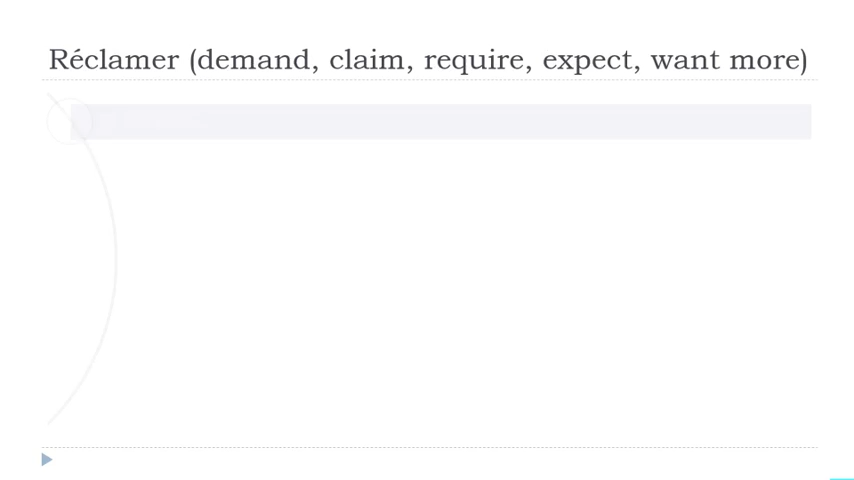 Réclamer (demand, claim, require, expect, want more)